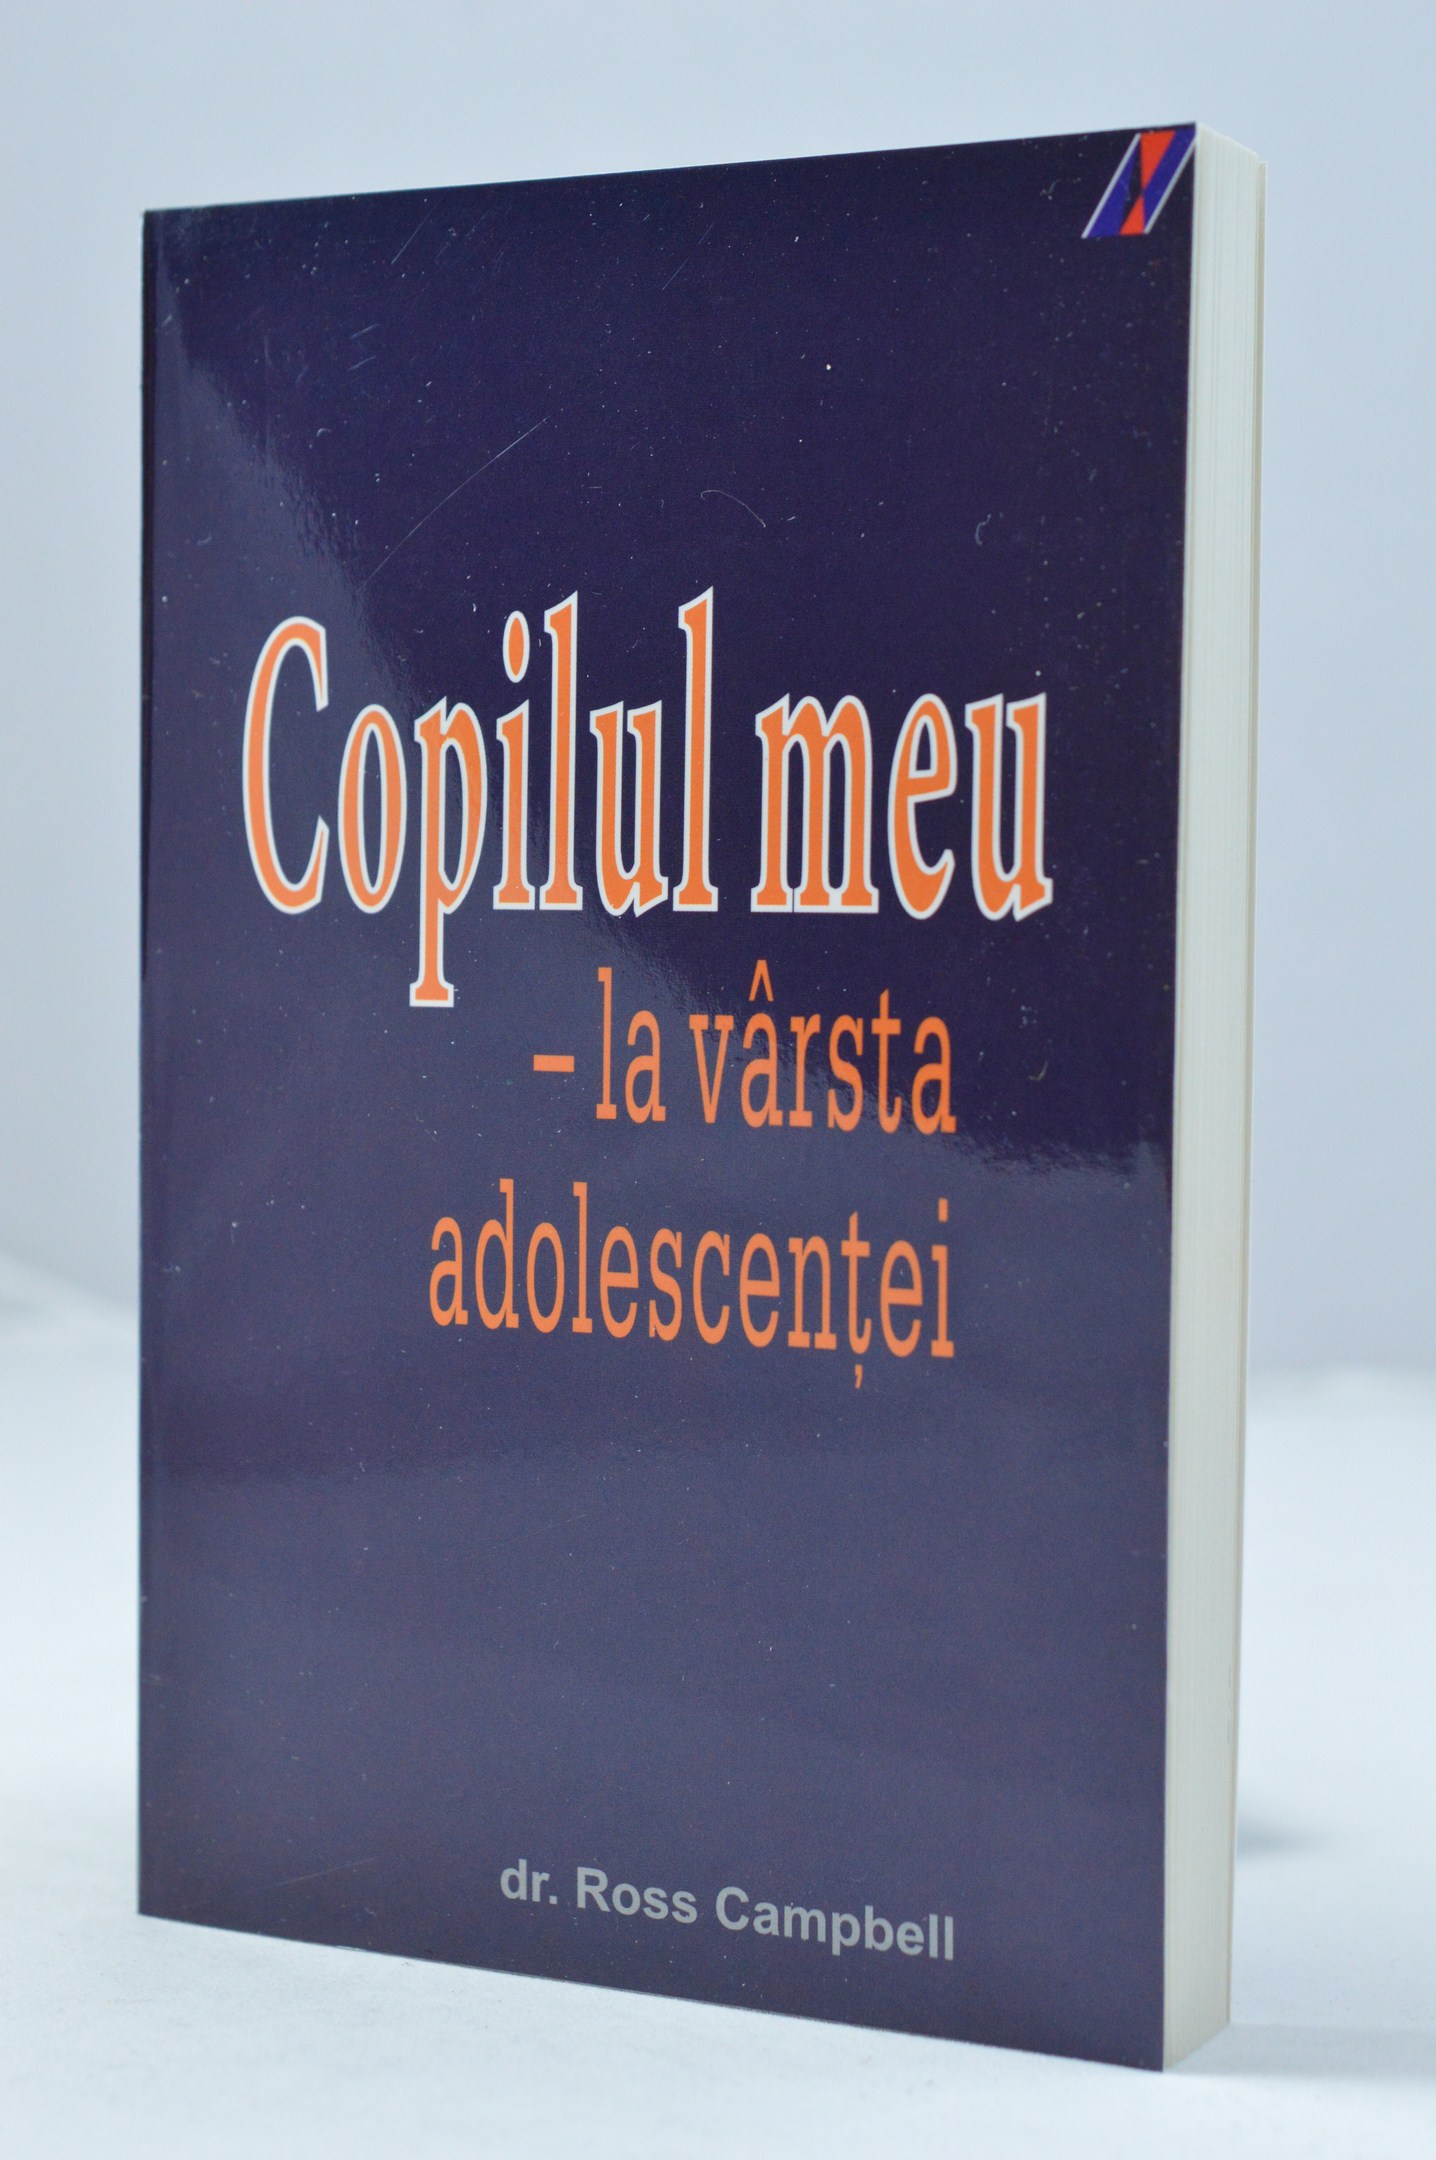 Copilul meu
– la vârsta
adolescenței
dr. Ross Campbell